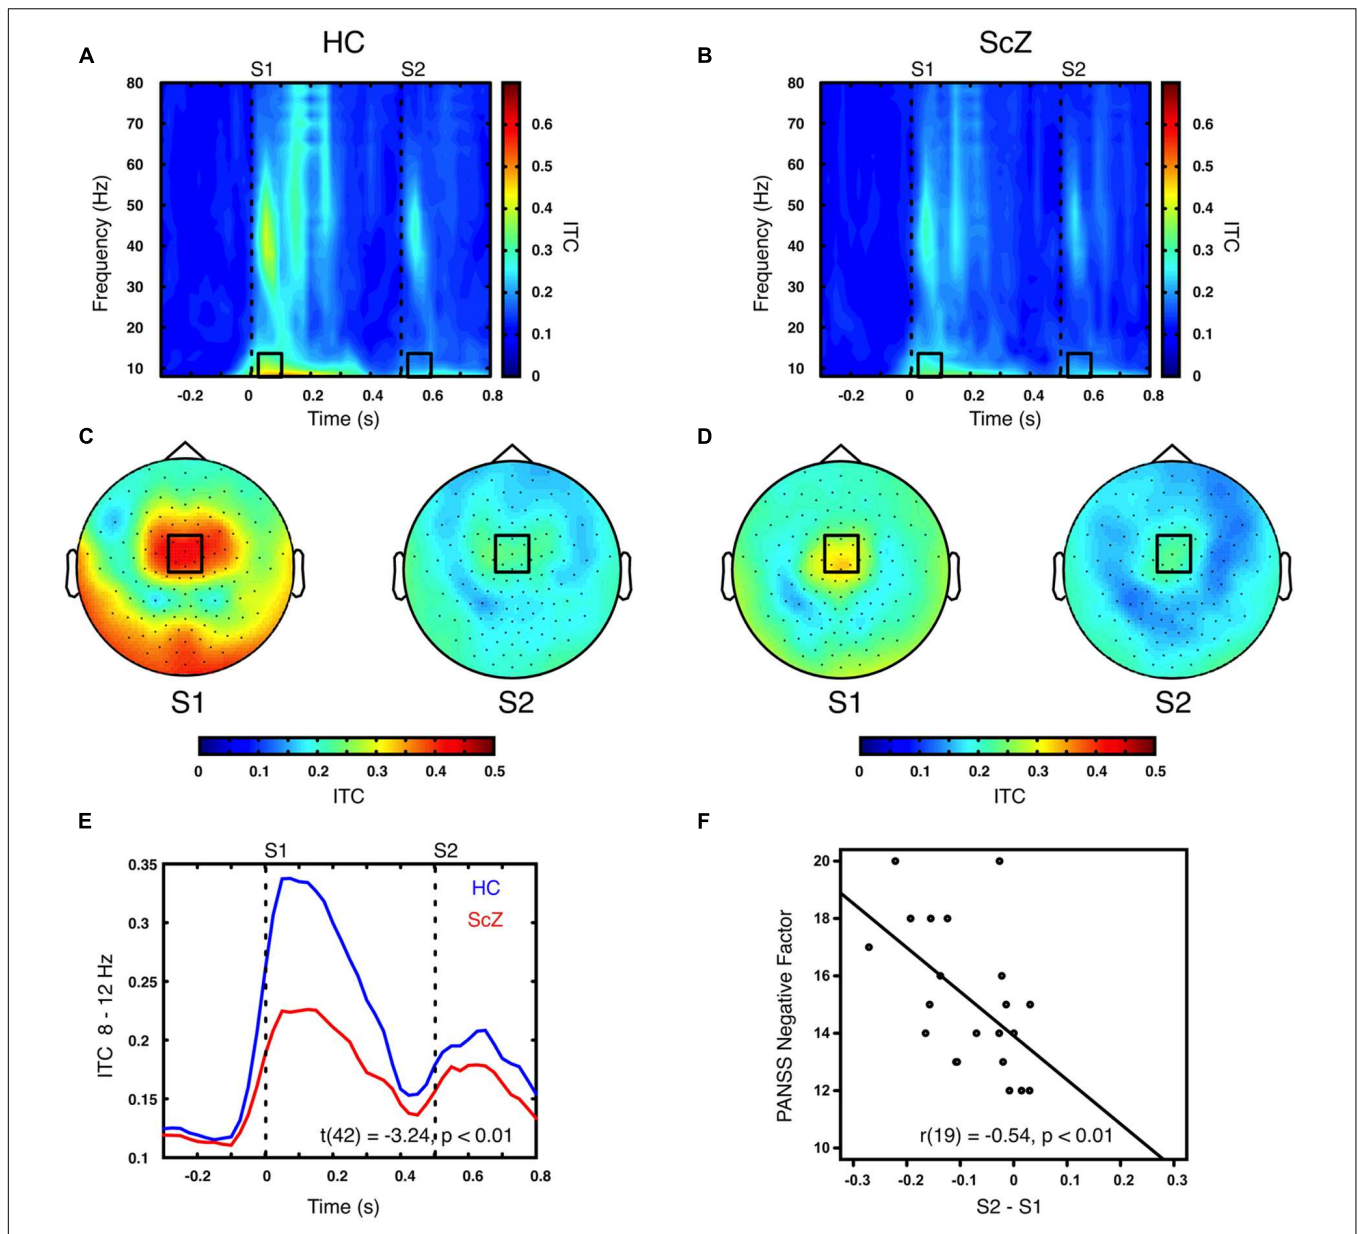 A
HC
B
ScZ
S1
S2
S1
S2
80
70
60
50
40
30
20
10
Frequency (Hz)
-0.2
0
0.2
0.4
0.6
0.8
Time (s)
0.6
0.5
0.4
0.3
0.2
0.1
0
ITC
80
70
60
50
40
30
20
10
Frequency (Hz)
-0.2
0
0.2
0.4
0.6
0.8
Time (s)
0.6
0.5
0.4
0.3
0.2
0.1
0
ITC
C
D
S1
S2
S1
S2
0
0.1
0.2
0.3
0.4
0.5
ITC
0
0.1
0.2
0.3
0.4
0.5
ITC
E
S1
S2
HC
ScZ
0.35
0.3
0.25
0.2
0.15
0.1
ITC 8 - 12 Hz
t(42) = -3.24, p < 0.01
-0.2
0
0.2
0.4
0.6
0.8
Time (s)
F
20
18
16
14
12
10
PANSS Negative Factor
r(19) = -0.54, p < 0.01
-0.3
-0.2
-0.1
0
0.1
0.2
0.3
S2 - S1